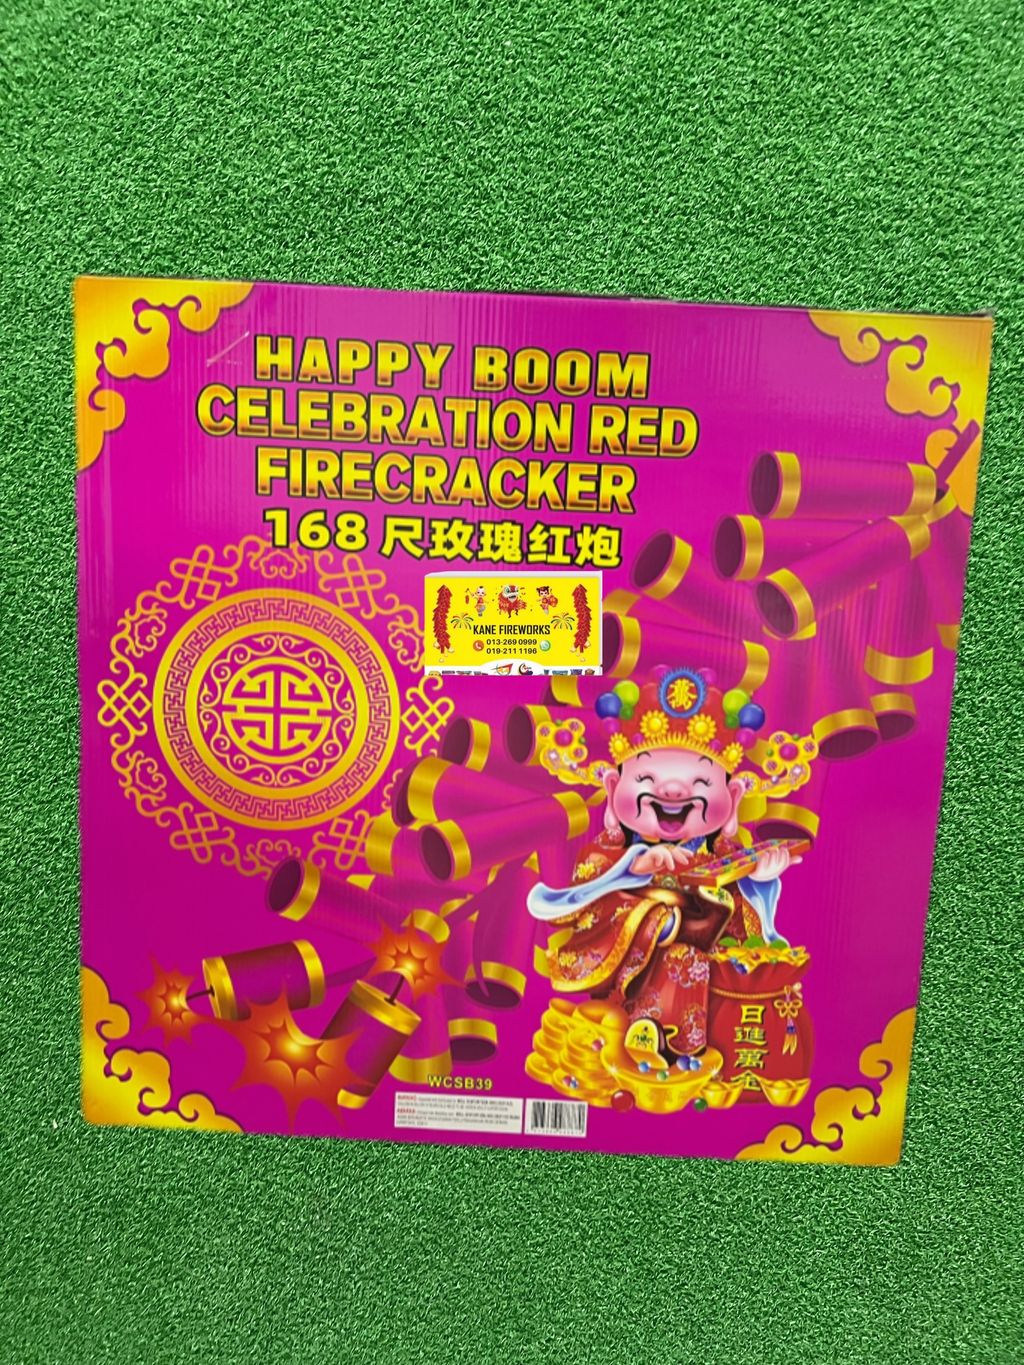 HAPPY BOOM
CELEBRATION RED
FIRECRACKER
168 尺玫瑰红炮
KANE FIREWORKS
013-269 0999
019-211 1196
日進萬金
WCSB39